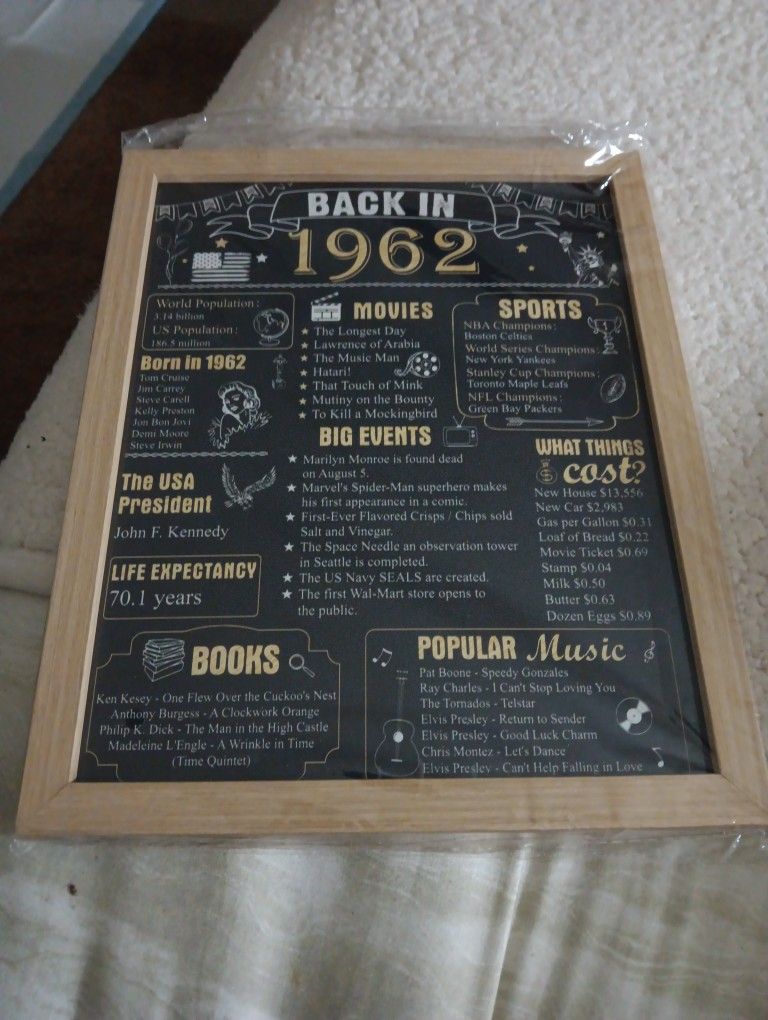 BACK IN
1962
World Population :
3.14 billion
US Population :
186.5 million
Born in 1962
Tom Cruise
Jim Carrey
Steve Carell
Kelly Preston
Jon Bon Jovi
Demi Moore
Steve Irwin
The USA
President
John F. Kennedy
LIFE EXPECTANCY
70.1 years
MOVIES
The Longest Day
Lawrence of Arabia
The Music Man
Hatari!
That Touch of Mink
Mutiny on the Bounty
To Kill a Mockingbird
BIG EVENTS
Marilyn Monroe is found dead
on August 5.
Marvel's Spider-Man superhero makes
his first appearance in a comic.
First-Ever Flavored Crisps / Chips sold
Salt and Vinegar.
The Space Needle an observation tower
in Seattle is completed.
The US Navy SEALS are created.
The first Wal-Mart store opens to
the public.
SPORTS
NBA Champions :
Boston Celtics
World Series Champions :
New York Yankees
Stanley Cup Champions :
Toronto Maple Leafs
NFL Champions :
Green Bay Packers
WHAT THINGS
cost?
New House $13,556
New Car $2,983
Gas per Gallon $0.31
Loaf of Bread $0.22
Movie Ticket $0.69
Stamp $0.04
Milk $0.50
Butter $0.63
Dozen Eggs $0.89
BOOKS
Ken Kesey - One Flew Over the Cuckoo's Nest
Anthony Burgess - A Clockwork Orange
Philip K. Dick - The Man in the High Castle
Madeleine L'Engle - A Wrinkle in Time
(Time Quintet)
POPULAR Music
Pat Boone - Speedy Gonzales
Ray Charles - I Can't Stop Loving You
The Tornados - Telstar
Elvis Presley - Return to Sender
Elvis Presley - Good Luck Charm
Chris Montez - Let's Dance
Elvis Presley - Can't Help Falling in Love